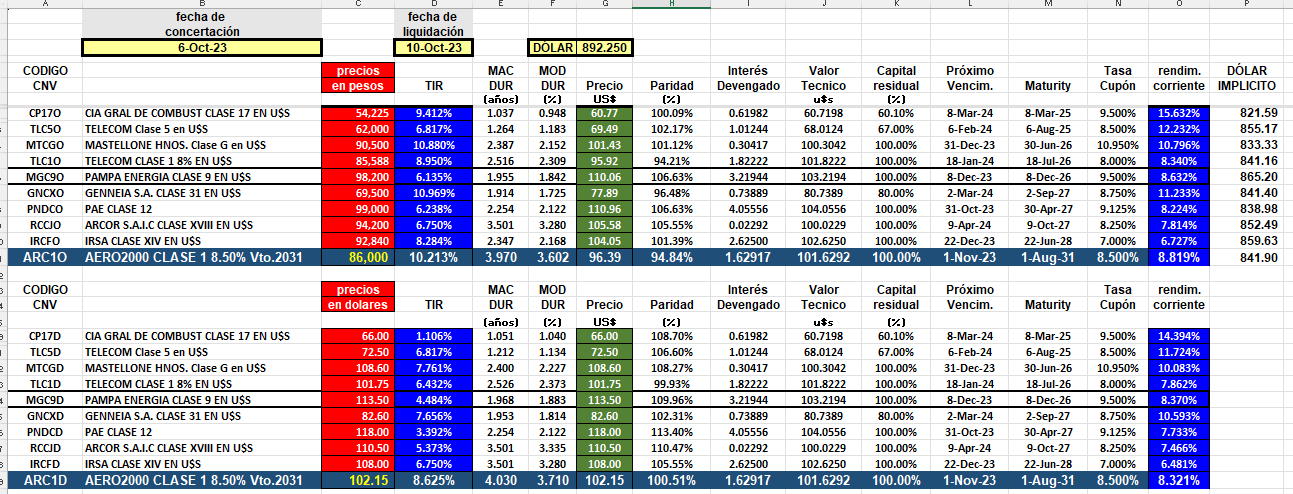 A B C D E F G H I J K L M N O P
fecha de concertación fecha de liquidación
6-Oct-23 10-Oct-23 DÓLAR 892.250
CODIGO CNV precios en pesos TIR MAC DUR (años) MOD DUR (%) Precio US$ Paridad (%) Interés Devengado Valor Tecnico u$s Capital residual (%) Próximo Vencim. Maturity Tasa Cupón rendim. corriente DÓLAR IMPLICITO
CP17O CIA GRAL DE COMBUST CLASE 17 EN U$S 54,225 9.412% 1.037 0.948 60.77 100.09% 0.61982 60.7198 60.10% 8-Mar-24 8-Mar-25 9.500% 15.632% 821.59
TLC5O TELECOM Clase 5 en U$S 62,000 6.817% 1.264 1.183 69.49 102.17% 1.01244 68.0124 67.00% 6-Feb-24 6-Aug-25 8.500% 12.232% 855.17
MTCGO MASTELLONE HNOS. Clase G en U$S 90,500 10.880% 2.387 2.152 101.43 101.12% 0.30417 100.3042 100.00% 31-Dec-23 30-Jun-26 10.950% 10.796% 833.33
TLC1O TELECOM CLASE 1 8% EN U$S 85,588 8.950% 2.516 2.309 95.92 94.21% 1.82222 101.8222 100.00% 18-Jan-24 18-Jul-26 8.000% 8.340% 841.16
MGC9O PAMPA ENERGIA CLASE 9 EN U$S 98,200 6.135% 1.955 1.842 110.06 106.63% 3.21944 103.2194 100.00% 8-Dec-23 8-Dec-26 9.500% 8.632% 865.20
GNCXO GENNEIA S.A. CLASE 31 EN U$S 69,500 10.969% 1.914 1.725 77.89 96.48% 0.73889 80.7389 80.00% 2-Mar-24 2-Sep-27 8.750% 11.233% 841.40
PNDCO PAE CLASE 12 99,000 6.238% 2.254 2.122 110.96 106.63% 4.05556 104.0556 100.00% 31-Oct-23 30-Apr-27 9.125% 8.224% 838.98
RCCJO ARCOR S.A.I.C CLASE XVIII EN U$S 94,200 6.750% 3.501 3.280 105.58 105.55% 0.02292 100.0229 100.00% 9-Apr-24 9-Oct-27 8.250% 7.814% 852.49
IRCFO IRSA CLASE XIV EN U$S 92,840 8.284% 2.347 2.168 104.05 101.39% 2.62500 102.6250 100.00% 22-Dec-23 22-Jun-28 7.000% 6.727% 859.63
ARC1O AERO2000 CLASE 1 8.50% Vto.2031 86,000 10.213% 3.970 3.602 96.39 94.84% 1.62917 101.6292 100.00% 1-Nov-23 1-Aug-31 8.500% 8.819% 841.90
CODIGO CNV precios en dolares TIR MAC DUR (años) MOD DUR (%) Precio US$ Paridad (%) Interés Devengado Valor Tecnico u$s Capital residual (%) Próximo Vencim. Maturity Tasa Cupón rendim. corriente
CP17D CIA GRAL DE COMBUST CLASE 17 EN U$S 66.00 1.106% 1.051 1.040 66.00 108.70% 0.61982 60.7198 60.10% 8-Mar-24 8-Mar-25 9.500% 14.394%
TLC5D TELECOM Clase 5 en U$S 72.50 6.817% 1.212 1.134 72.50 106.60% 1.01244 68.0124 67.00% 6-Feb-24 6-Aug-25 8.500% 11.724%
MTCGD MASTELLONE HNOS. Clase G en U$S 108.60 7.761% 2.400 2.227 108.60 108.27% 0.30417 100.3042 100.00% 31-Dec-23 30-Jun-26 10.950% 10.083%
TLC1D TELECOM CLASE 1 8% EN U$S 101.75 6.432% 2.526 2.373 101.75 99.93% 1.82222 101.8222 100.00% 18-Jan-24 18-Jul-26 8.000% 7.862%
MGC9D PAMPA ENERGIA CLASE 9 EN U$S 113.50 4.484% 1.968 1.883 113.50 109.96% 3.21944 103.2194 100.00% 8-Dec-23 8-Dec-26 9.500% 8.370%
GNCXD GENNEIA S.A. CLASE 31 EN U$S 82.60 7.656% 1.953 1.814 82.60 102.31% 0.73889 80.7389 80.00% 2-Mar-24 2-Sep-27 8.750% 10.593%
PNDCD PAE CLASE 12 118.00 3.392% 2.254 2.122 118.00 113.40% 4.05556 104.0556 100.00% 31-Oct-23 30-Apr-27 9.125% 7.733%
RCCJD ARCOR S.A.I.C CLASE XVIII EN U$S 110.50 5.373% 3.501 3.335 110.50 110.47% 0.02292 100.0229 100.00% 9-Apr-24 9-Oct-27 8.250% 7.466%
IRCFD IRSA CLASE XIV EN U$S 108.00 6.750% 3.501 3.280 108.00 105.55% 2.62500 102.6250 100.00% 22-Dec-23 22-Jun-28 7.000% 6.481%
ARC1D AERO2000 CLASE 1 8.50% Vto.2031 102.15 8.625% 4.030 3.710 102.15 100.51% 1.62917 101.6292 100.00% 1-Nov-23 1-Aug-31 8.500% 8.321%